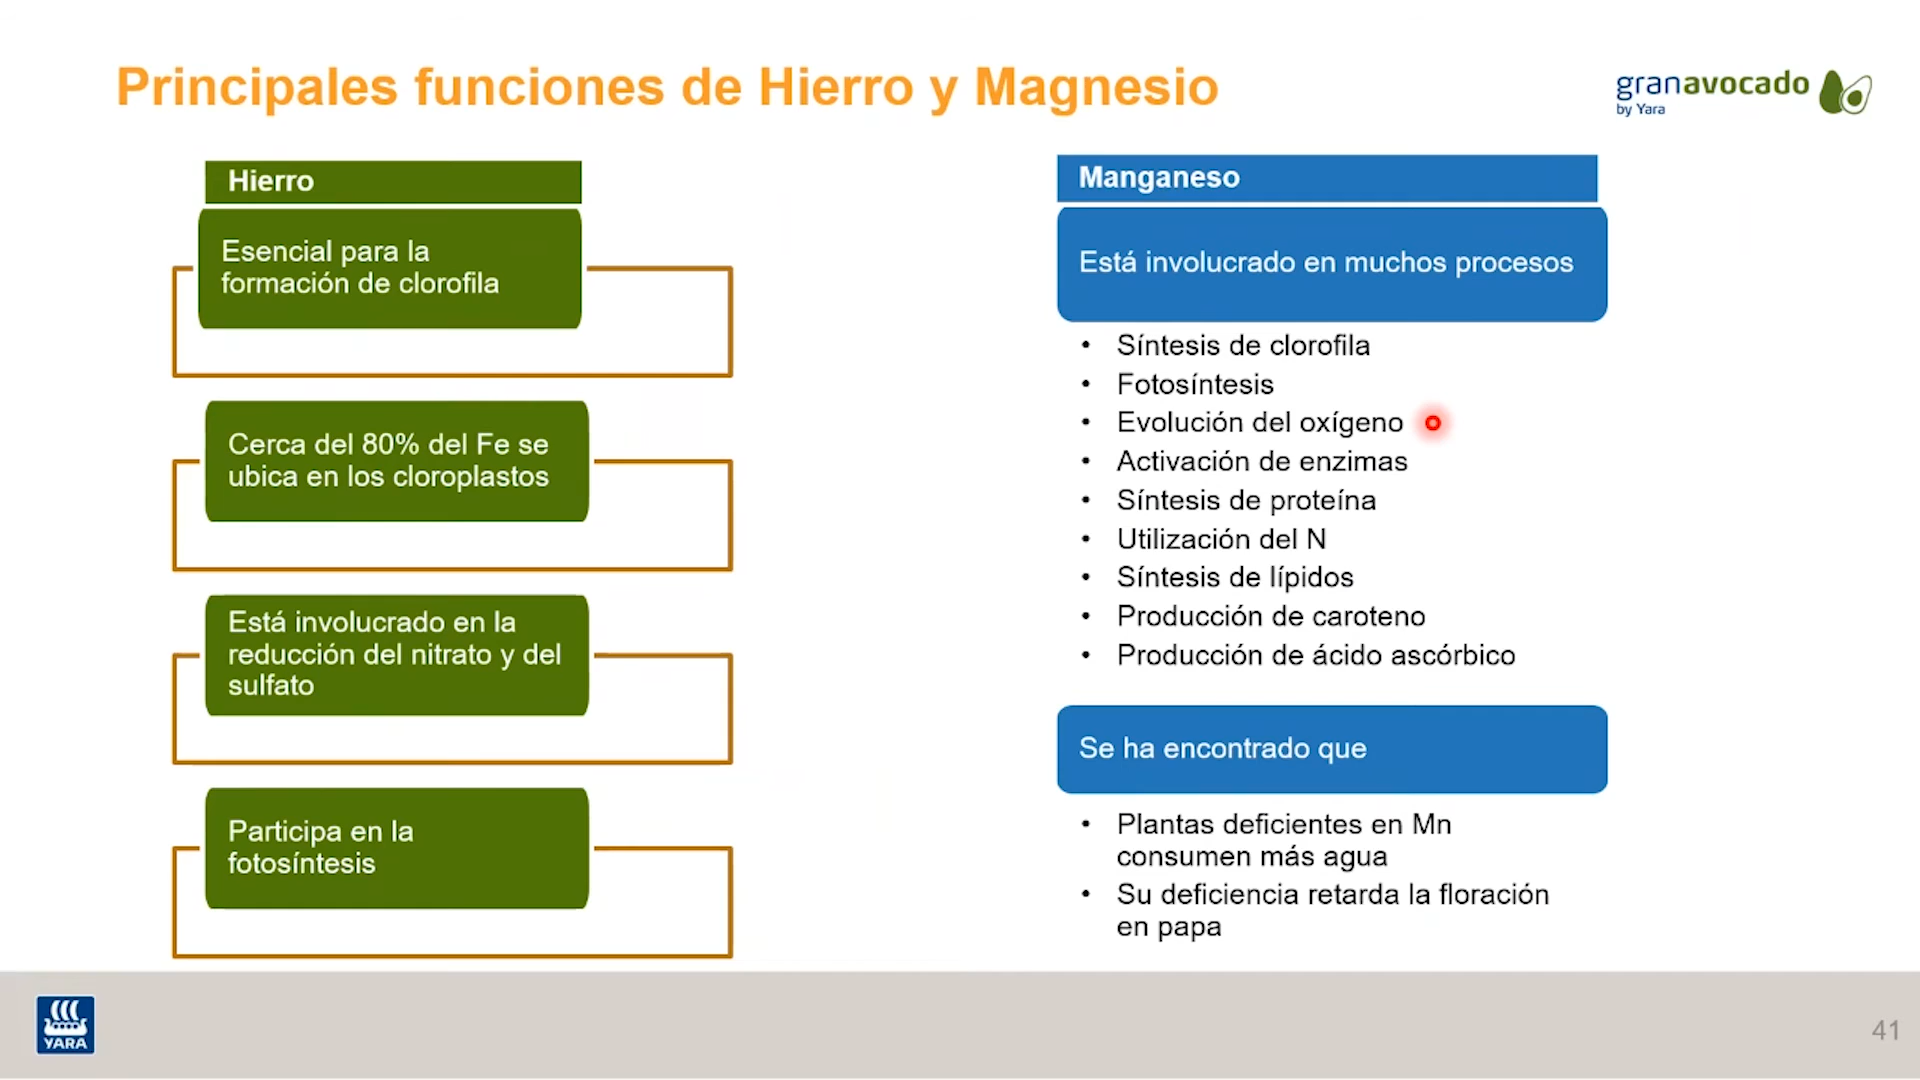 Principales funciones de Hierro y Magnesio
granavocado
by Yara
Hierro
Esencial para la
formación de clorofila
Cerca del 80% del Fe se
ubica en los cloroplastos
Está involucrado en la
reducción del nitrato y del
sulfato
Participa en la
fotosíntesis
Manganeso
Está involucrado en muchos procesos
• Síntesis de clorofila
• Fotosíntesis
• Evolución del oxígeno
• Activación de enzimas
• Síntesis de proteína
• Utilización del N
• Síntesis de lípidos
• Producción de caroteno
• Producción de ácido ascórbico
Se ha encontrado que
• Plantas deficientes en Mn
consumen más agua
• Su deficiencia retarda la floración
en papa
YARA
41